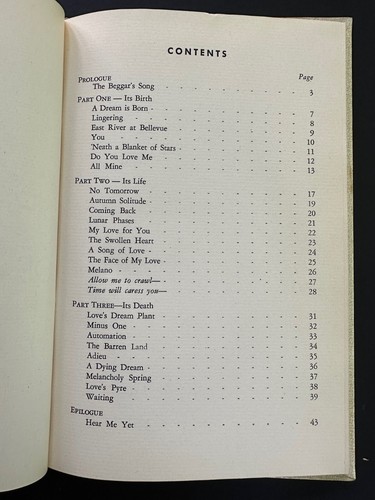 CONTENTS
PROLOGUE Page
The Beggar's Song - - - - - - - - - 3
PART ONE — Its Birth
A Dream is Born - - - - - - - - - 7
Lingering - - - - - - - - - - 8
East River at Bellevue - - - - - - - - 9
You - - - - - - - - - - - 10
'Neath a Blanket of Stars - - - - - - - - 11
Do You Love Me - - - - - - - - - 12
All Mine - - - - - - - - - - 13
PART TWO — Its Life
No Tomorrow - - - - - - - - - 17
Autumn Solitude - - - - - - - - - 19
Coming Back - - - - - - - - - 20
Lunar Phases - - - - - - - - - 21
My Love for You - - - - - - - - - 22
The Swollen Heart - - - - - - - - 23
A Song of Love - - - - - - - - - 24
The Face of My Love - - - - - - - - 25
Melano - - - - - - - - - - - 26
Allow me to crawl— - - - - - - - - 27
Time will caress you— - - - - - - - - 28
PART THREE—Its Death
Love's Dream Plant - - - - - - - - 31
Minus One - - - - - - - - - - 32
Automation - - - - - - - - - - 33
The Barren Land - - - - - - - - - 34
Adieu - - - - - - - - - - - 35
A Dying Dream - - - - - - - - - 36
Melancholy Spring - - - - - - - - 37
Love's Pyre - - - - - - - - - - 38
Waiting - - - - - - - - - - 39
EPILOGUE
Hear Me Yet - - - - - - - - - 43